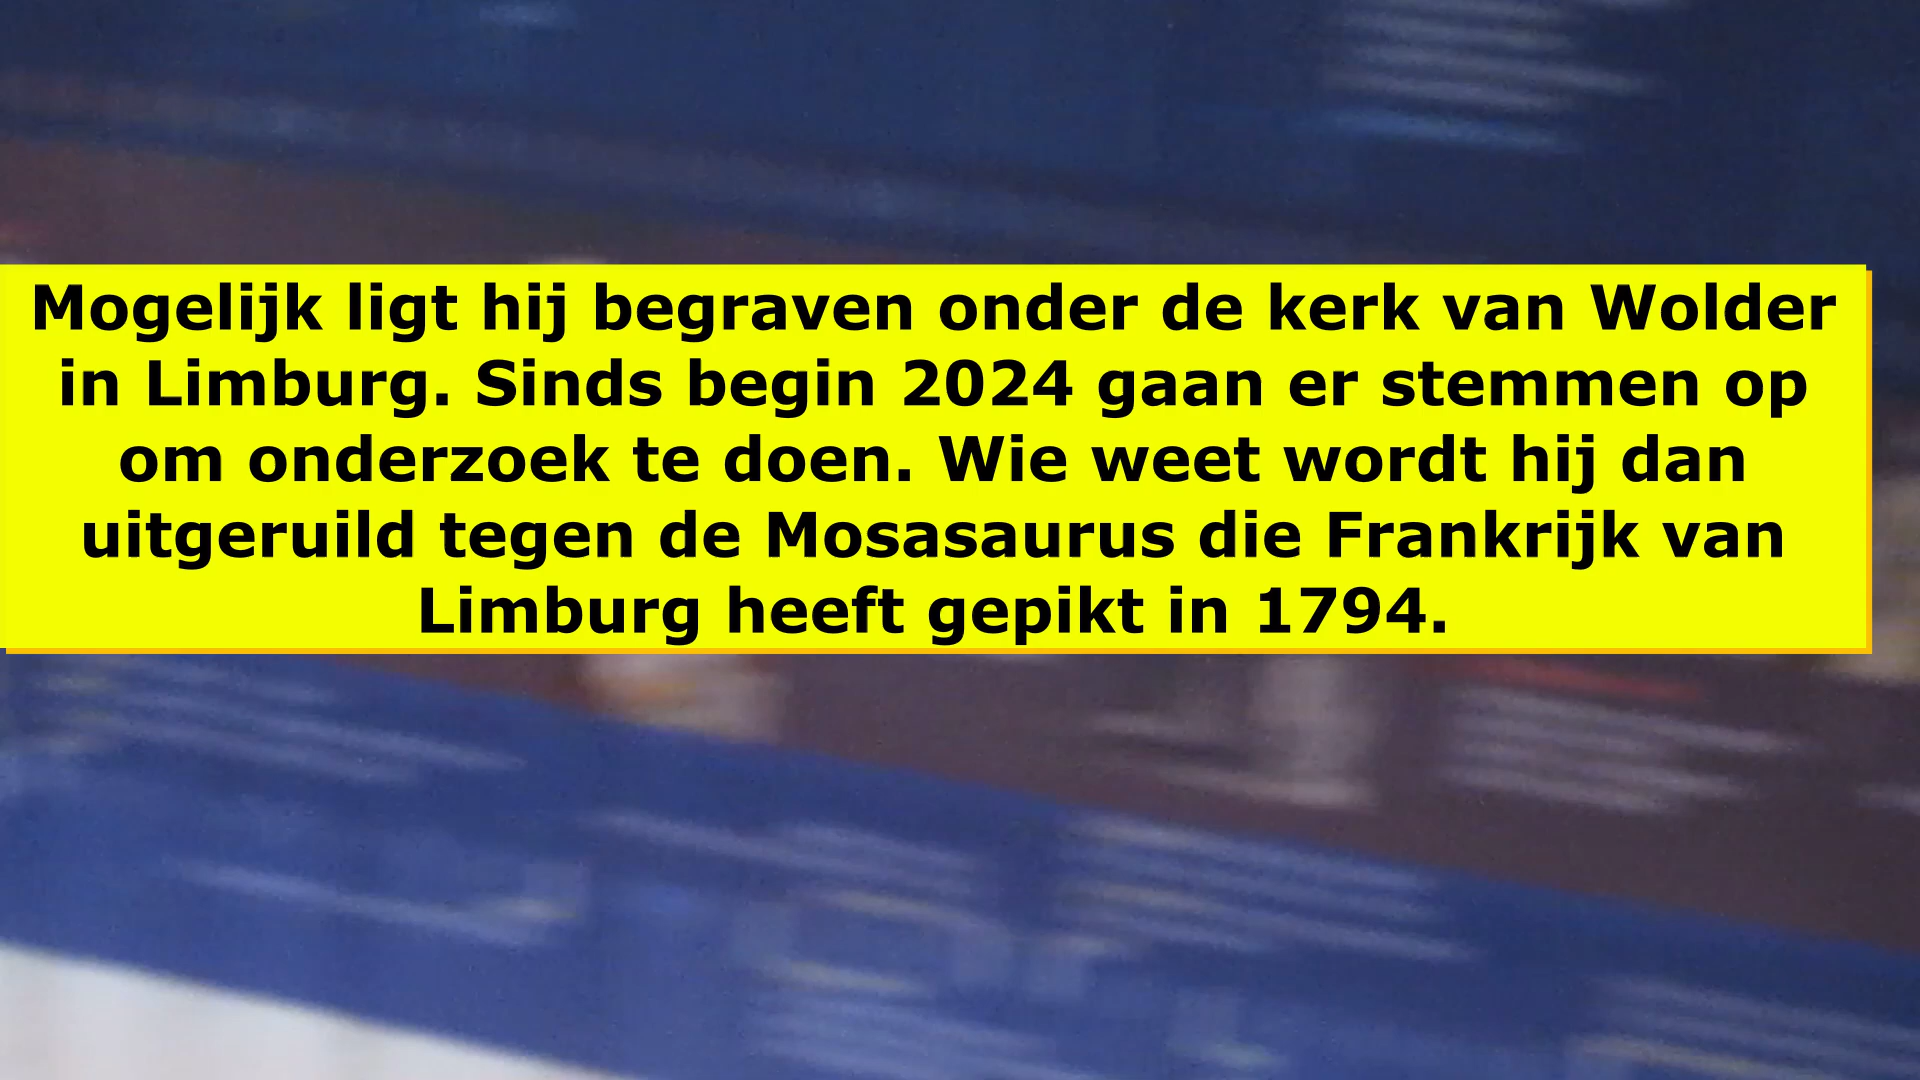 Mogelijk ligt hij begraven onder de kerk van Wolder
in Limburg. Sinds begin 2024 gaan er stemmen op
om onderzoek te doen. Wie weet wordt hij dan
uitgeruild tegen de Mosasaurus die Frankrijk van
Limburg heeft gepikt in 1794.